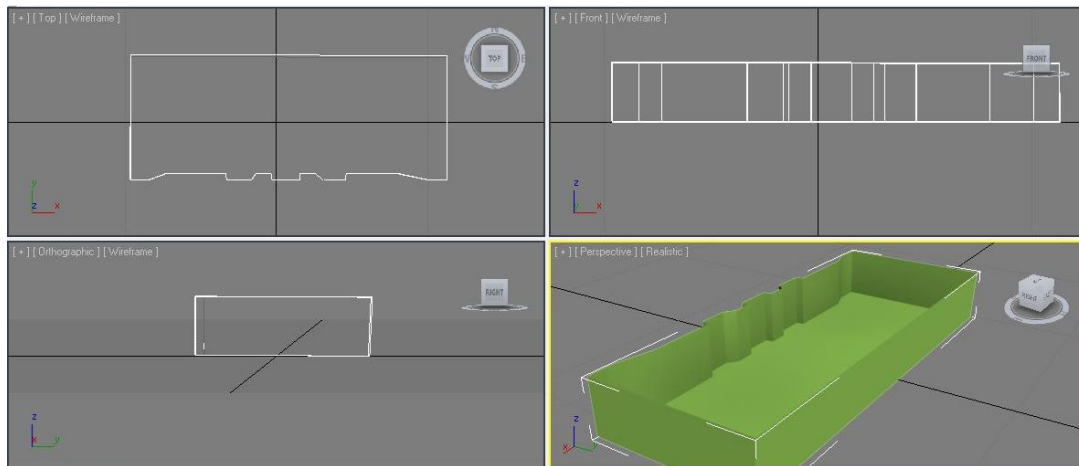 [ + ] [ Top ] [ Wireframe ]
TOP
y
z x
[ + ] [ Front ] [ Wireframe ]
FRONT
z
y x
[ + ] [ Orthographic ] [ Wireframe ]
RIGHT
z
x y
[ + ] [ Perspective ] [ Realistic ]
z
x y